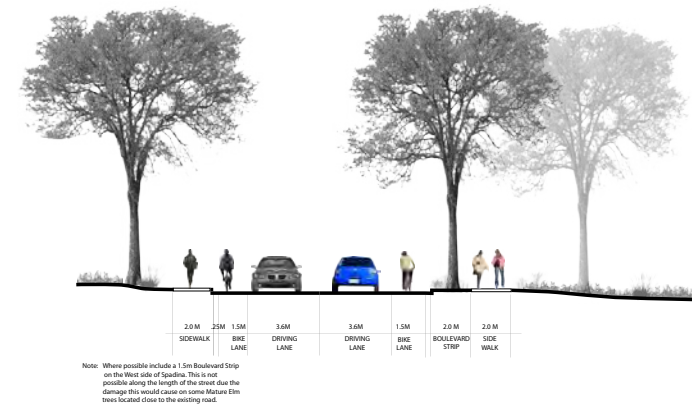 2.0 M .25M 1.5M 3.6M 3.6M 1.5M 2.0 M 2.0 M
SIDEWALK BIKE DRIVING DRIVING BIKE BOULEVARD SIDE
LANE LANE LANE LANE STRIP WALK
Note: Where possible include a 1.5m Boulevard Strip
on the West side of Spadina. This is not
possible along the length of the street due the
damage this would cause on some Mature Elm
trees located close to the existing road.